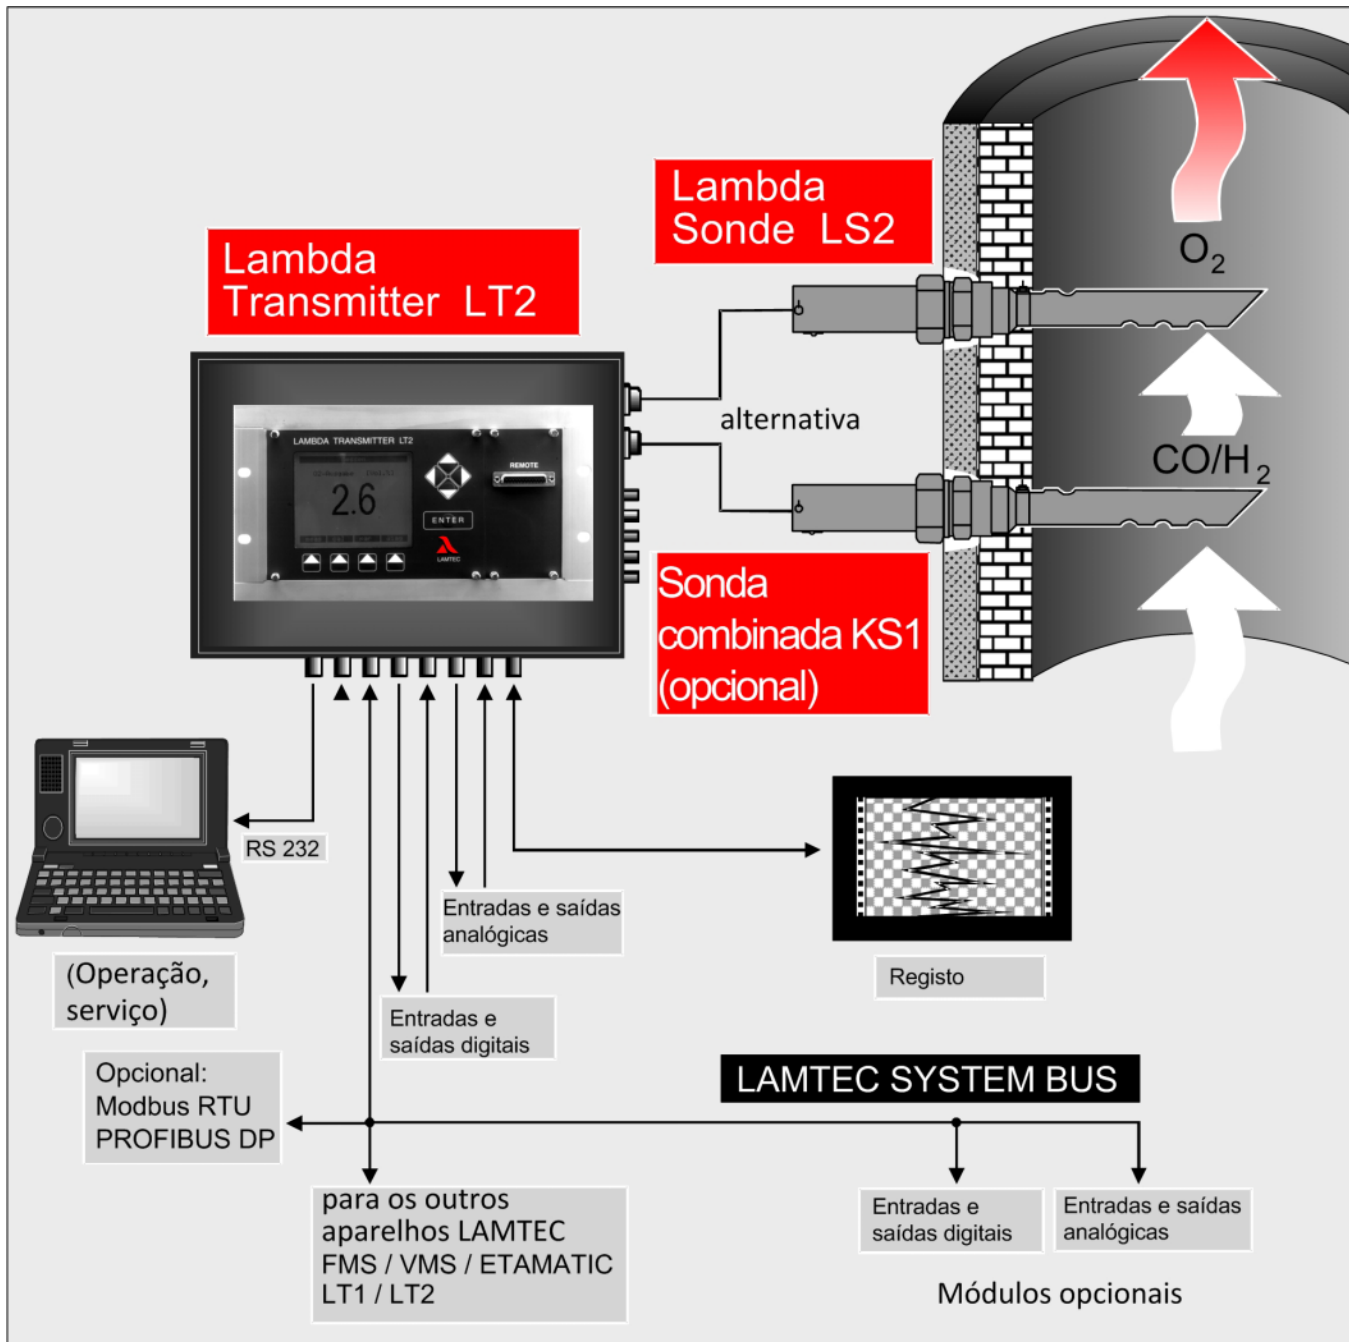 Lambda
Sonde LS2
Lambda
Transmitter LT2
O2
alternativa
CO/H2
LAMBDA TRANSMITTER LT2
REMOTE
2.6
ENTER
LAMTEC
Sonda
combinada KS1
(opcional)
RS 232
Entradas e saídas
analógicas
Registo
(Operação,
serviço)
Entradas e
saídas digitais
Opcional:
Modbus RTU
PROFIBUS DP
LAMTEC SYSTEM BUS
para os outros
aparelhos LAMTEC
FMS / VMS / ETAMATIC
LT1 / LT2
Entradas e
saídas digitais
Entradas e saídas
analógicas
Módulos opcionais